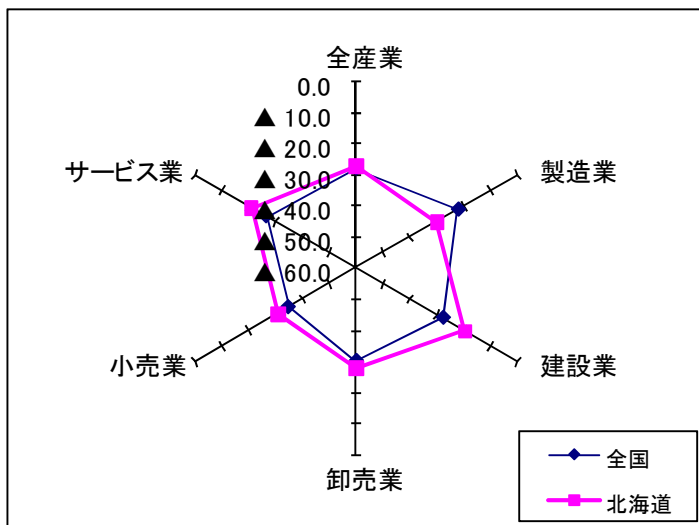 全産業
0.0
▲ 10.0
▲ 20.0
▲ 30.0
▲ 40.0
▲ 50.0
▲ 60.0
サービス業
製造業
小売業
建設業
卸売業
全国
北海道